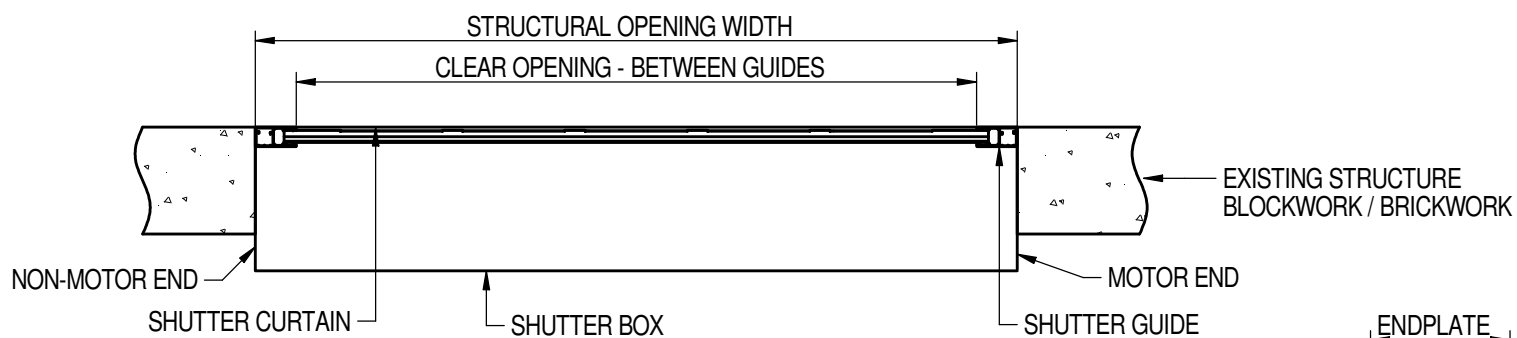 STRUCTURAL OPENING WIDTH
CLEAR OPENING - BETWEEN GUIDES
EXISTING STRUCTURE
BLOCKWORK / BRICKWORK
NON-MOTOR END
MOTOR END
SHUTTER CURTAIN
SHUTTER BOX
SHUTTER GUIDE
ENDPLATE